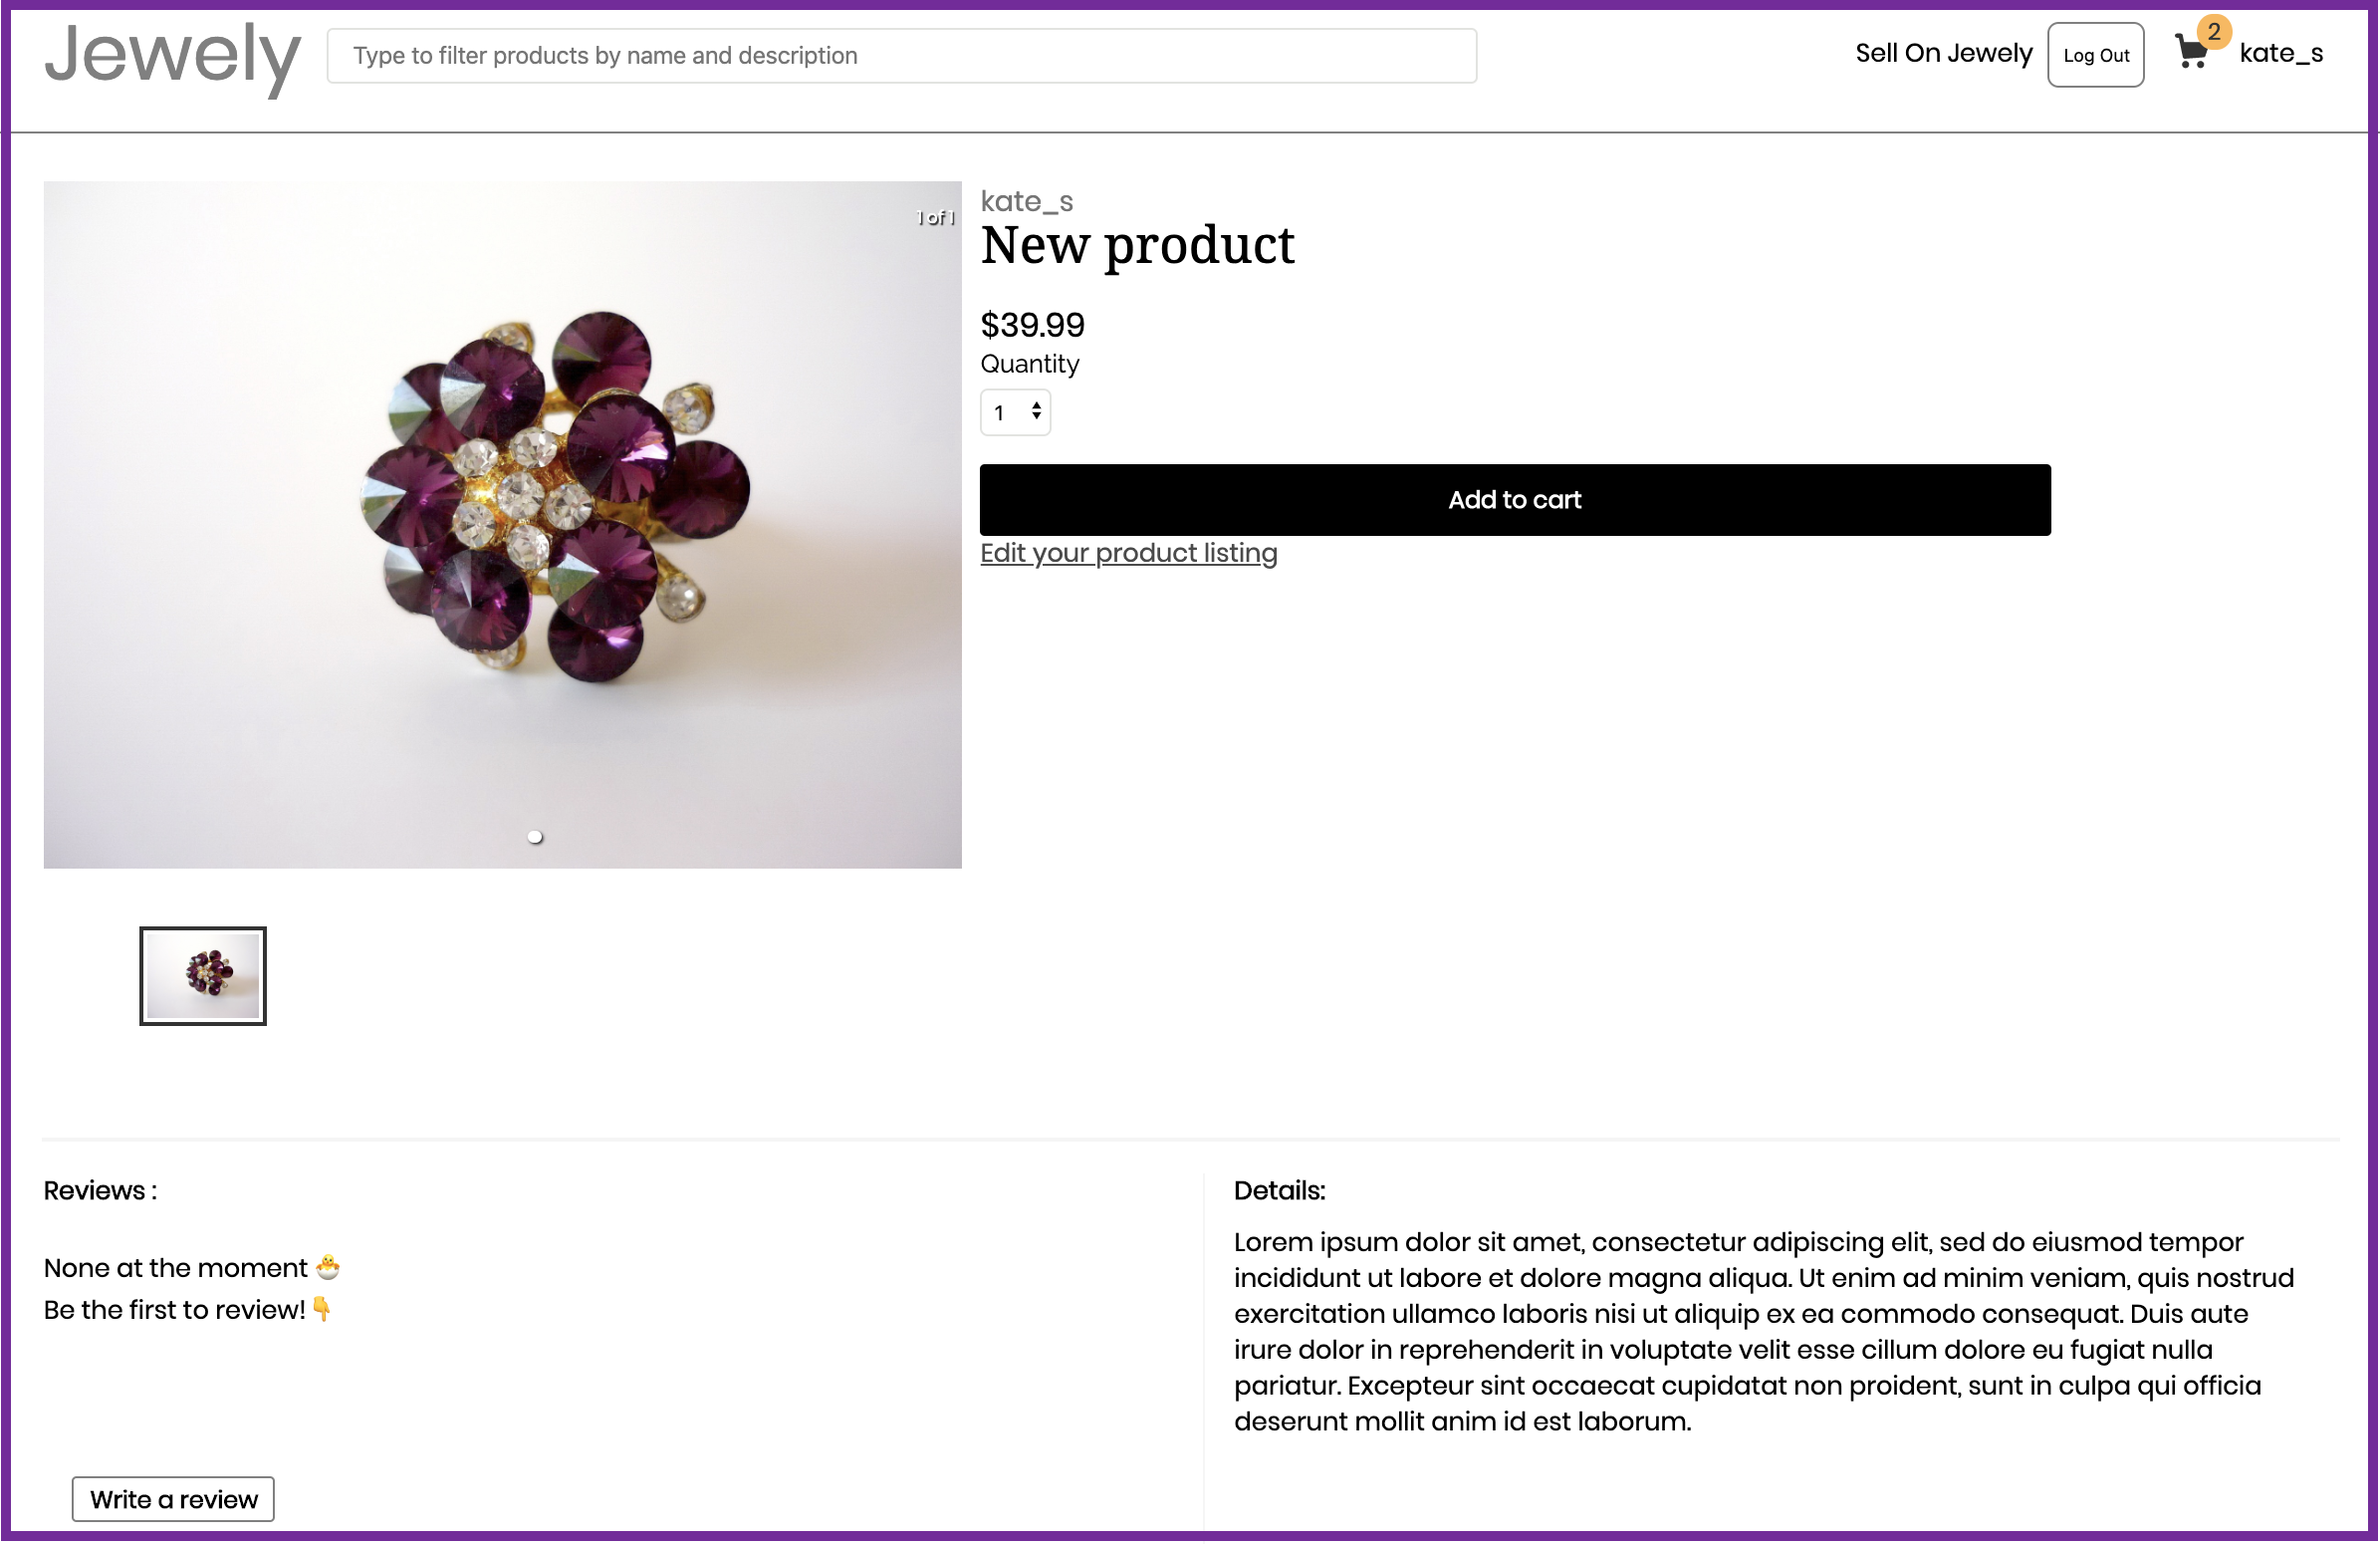 Jewely
Type to filter products by name and description
Sell On Jewely
Log Out
2
kate_s
1 of 1
kate_s
New product
$39.99
Quantity
1
Add to cart
Edit your product listing
Reviews :
None at the moment 🐣
Be the first to review!👇
Write a review
Details:
Lorem ipsum dolor sit amet, consectetur adipiscing elit, sed do eiusmod tempor
incididunt ut labore et dolore magna aliqua. Ut enim ad minim veniam, quis nostrud
exercitation ullamco laboris nisi ut aliquip ex ea commodo consequat. Duis aute
irure dolor in reprehenderit in voluptate velit esse cillum dolore eu fugiat nulla
pariatur. Excepteur sint occaecat cupidatat non proident, sunt in culpa qui officia
deserunt mollit anim id est laborum.